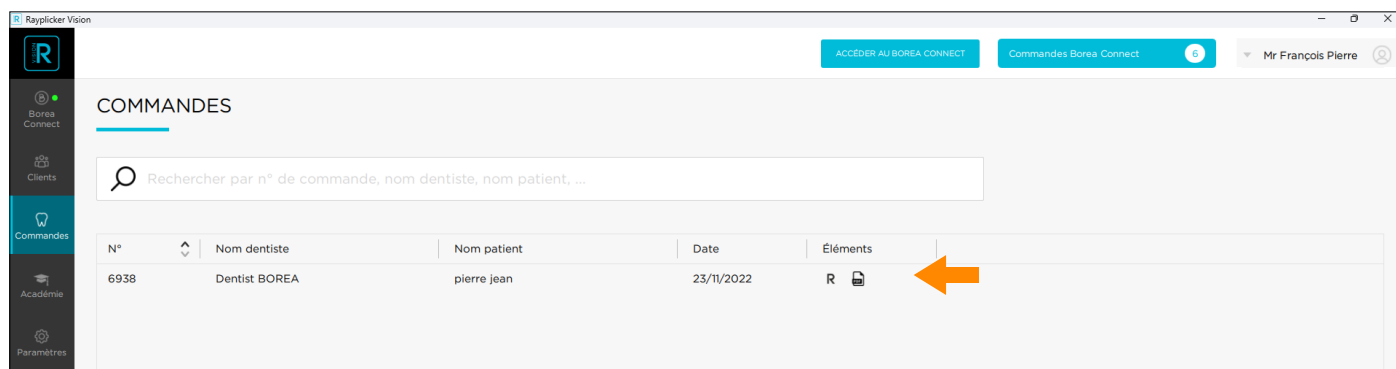 R Rayplicker Vision
VISION R
ACCÉDER AU BOREA CONNECT
Commandes Borea Connect 6
Mr François Pierre
B
Borea
Connect
COMMANDES
Clients
Rechercher par n° de commande, nom dentiste, nom patient, ...
Commandes
N° Nom dentiste Nom patient Date Éléments
6938 Dentist BOREA pierre jean 23/11/2022 R PDF
Académie
Paramètres